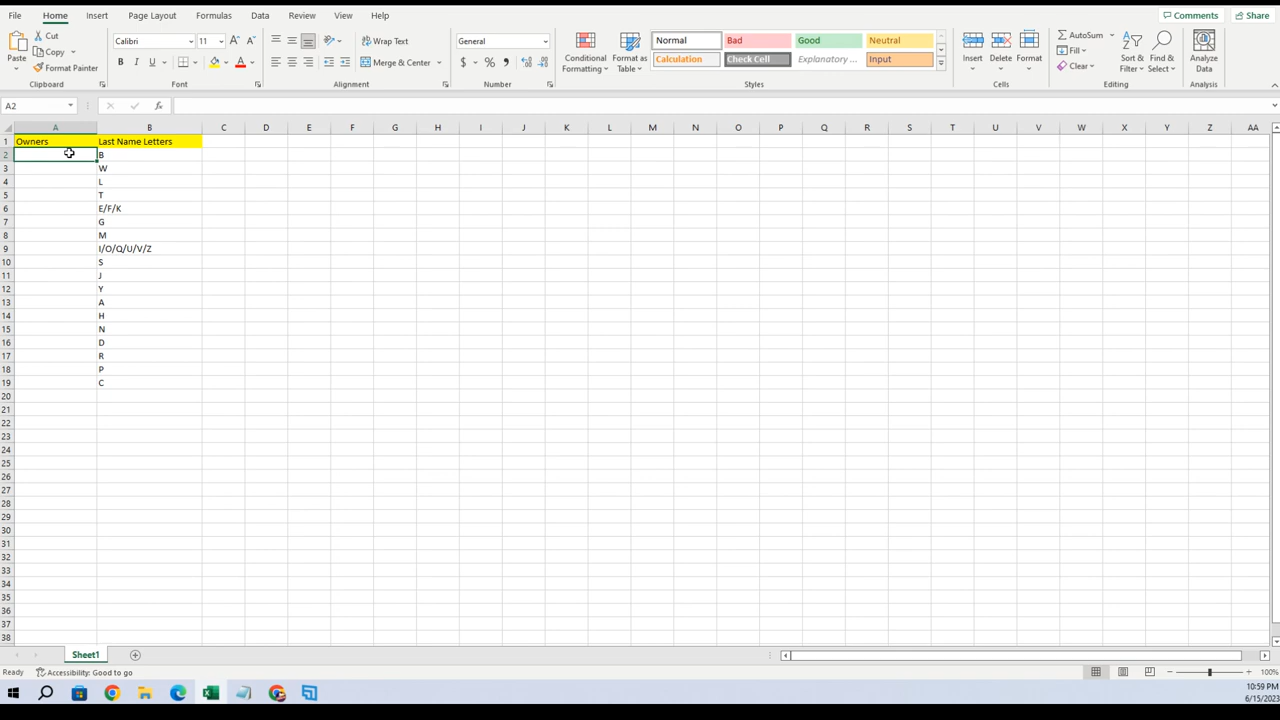 File Home Insert Page Layout Formulas Data Review View Help Comments Share
Cut Calibri 11 Wrap Text General Normal Bad Good Neutral AutoSum
Paste Copy Merge & Center Conditional Formatting Format as Table Calculation Check Cell Explanatory ... Input Insert Delete Format Fill Sort & Filter Find & Select Analyze Data
Format Painter Clear
Clipboard Font Alignment Number Styles Cells Editing Analysis
A2 fx
A B C D E F G H I J K L M N O P Q R S T U V W X Y Z AA
1 Owners Last Name Letters
2 B
3 W
4 L
5 T
6 E/F/K
7 G
8 M
9 I/O/Q/U/V/Z
10 S
11 J
12 Y
13 A
14 H
15 N
16 D
17 R
18 P
19 C
20
21
22
23
24
25
26
27
28
29
30
31
32
33
34
35
36
37
38
Sheet1
Ready Accessibility: Good to go 100%
10:59 PM
6/15/2023